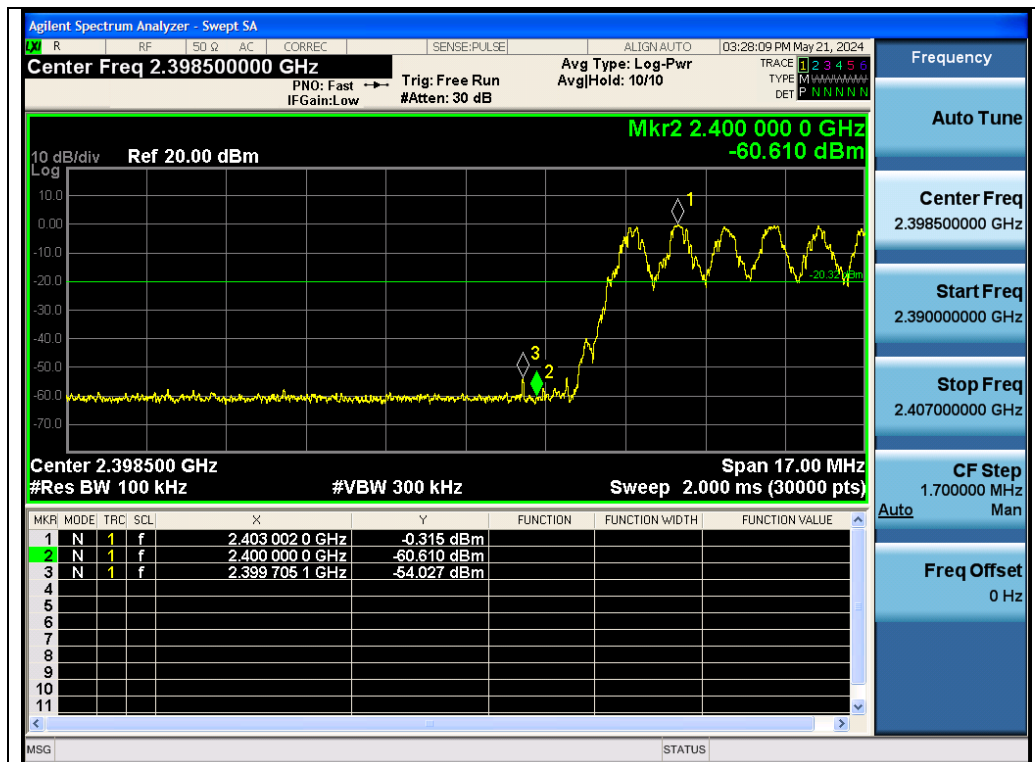 Agilent Spectrum Analyzer - Swept SA
LXI R RF 50 Ω AC CORREC SENSE:PULSE ALIGN AUTO 03:28:09 PM May 21, 2024
Center Freq 2.398500000 GHz
PNO: Fast
IFGain:Low
Trig: Free Run
#Atten: 30 dB
Avg Type: Log-Pwr
Avg|Hold: 10/10
TRACE 1 2 3 4 5 6
TYPE M W W W W W
DET P N N N N N
Mkr2 2.400 000 0 GHz
-60.610 dBm
10 dB/div Ref 20.00 dBm
Log
10.0
0.00
-10.0
-20.0
-30.0
-40.0
-50.0
-60.0
-70.0
1
-20.32 dBm
3
2
Center 2.398500 GHz Span 17.00 MHz
#Res BW 100 kHz #VBW 300 kHz Sweep 2.000 ms (30000 pts)
MKR MODE TRC SCL X Y FUNCTION FUNCTION WIDTH FUNCTION VALUE
1 N 1 f 2.403 002 0 GHz -0.315 dBm
2 N 1 f 2.400 000 0 GHz -60.610 dBm
3 N 1 f 2.399 705 1 GHz -54.027 dBm
4
5
6
7
8
9
10
11
MSG STATUS
Frequency
Auto Tune
Center Freq
2.398500000 GHz
Start Freq
2.390000000 GHz
Stop Freq
2.407000000 GHz
CF Step
1.700000 MHz
Auto Man
Freq Offset
0 Hz